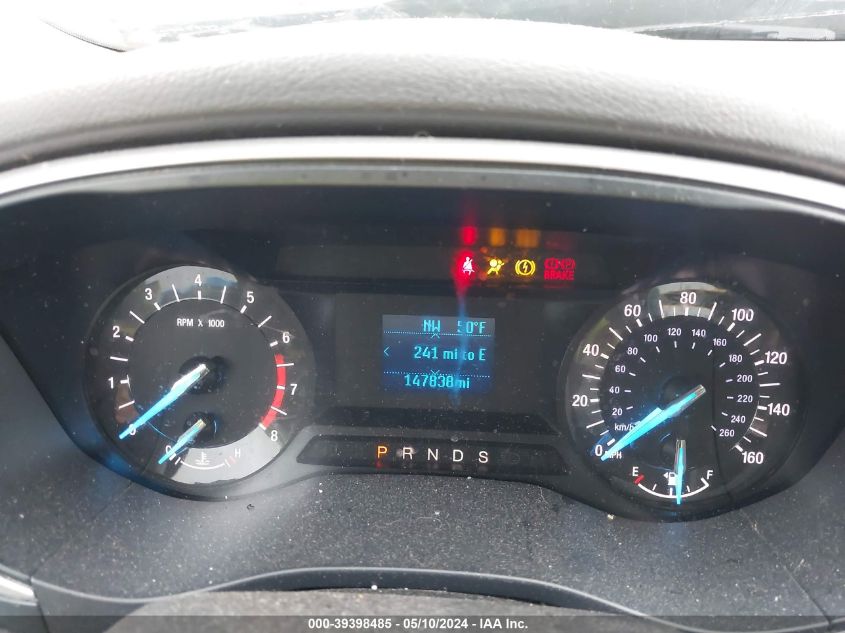 1 2 3 4 5 6 7 8
RPM X 1000
H
NW 50°F
241 mi to E
147838 mi
BRAKE
P R N D S
0 20 40 60 80 100 120 140 160
MPH
20 40 60 80 100 120 140 160 180 200 220 240 260
km/h
E F
000-39398485 - 05/10/2024 - IAA Inc.